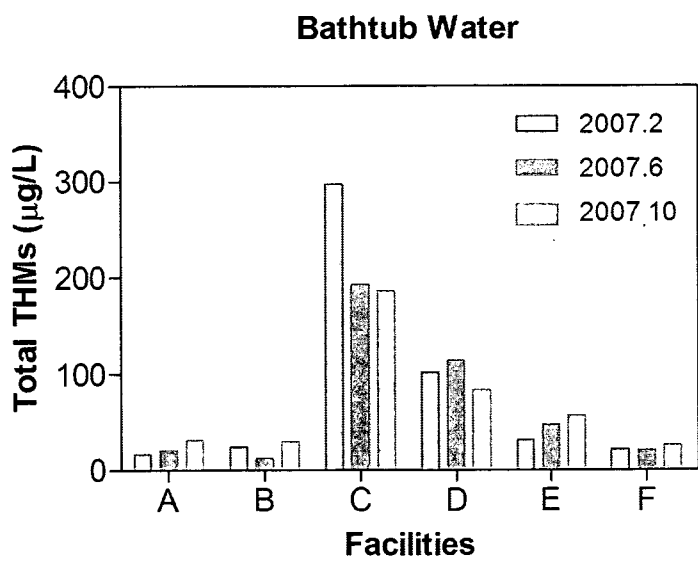 Bathtub Water
400
300
200
100
0
Total THMs (µg/L)
2007.2
2007.6
2007.10
A B C D E F
Facilities